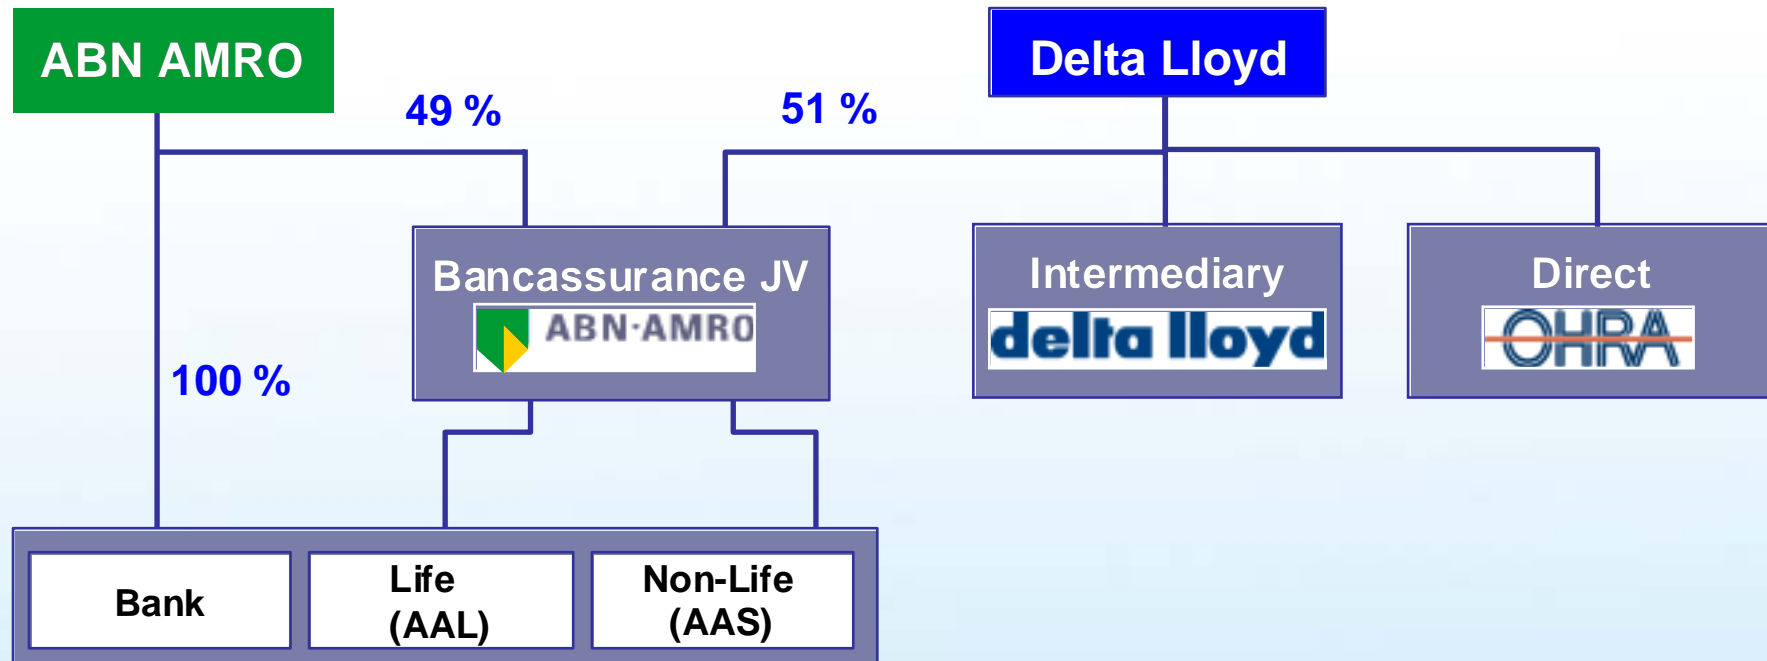 ABN AMRO
Delta Lloyd
49 %
51 %
Bancassurance JV
ABN·AMRO
Intermediary
delta lloyd
Direct
OHRA
100 %
Bank
Life
(AAL)
Non-Life
(AAS)